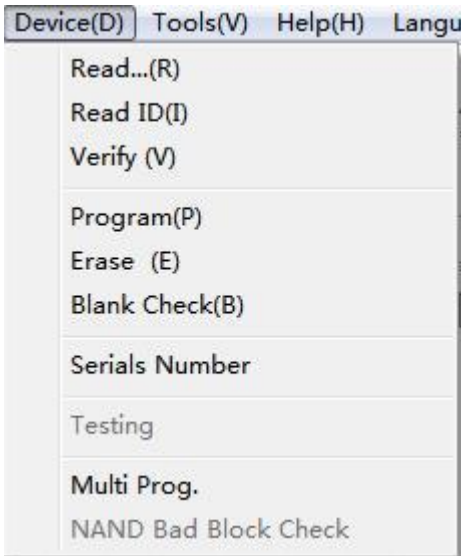 Device(D) Tools(V) Help(H) Langu
Read...(R)
Read ID(I)
Verify (V)
Program(P)
Erase (E)
Blank Check(B)
Serials Number
Testing
Multi Prog.
NAND Bad Block Check